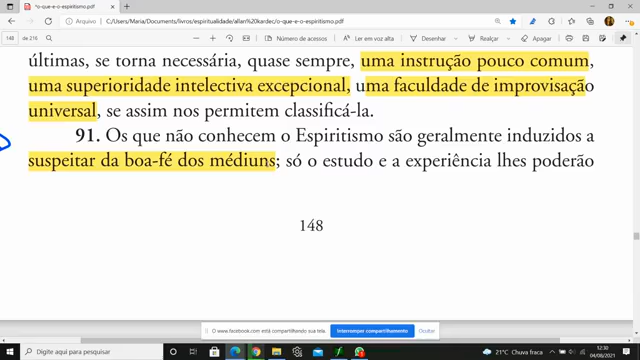 *o-que-e-o-espiritismo.pdf
C:/Users/Maria/Documents/livros/espiritualidade/allan%20kardec/o-que-e-o-espiritismo.pdf
148 de 216
Número de acessos
Ler em voz alta
Desenhar
Realçar
Apagar
últimas, se torna necessária, quase sempre, uma instrução pouco comum,
uma superioridade intelectiva excepcional, uma faculdade de improvisação
universal, se assim nos permitem classificá-la.
91. Os que não conhecem o Espiritismo são geralmente induzidos a
suspeitar da boa-fé dos médiuns; só o estudo e a experiência lhes poderão
148
O www.facebook.com está compartilhando sua tela.
Interromper compartilhamento
Ocultar
Digite aqui para pesquisar
21°C Chuva fraca
12:30
04/08/2021